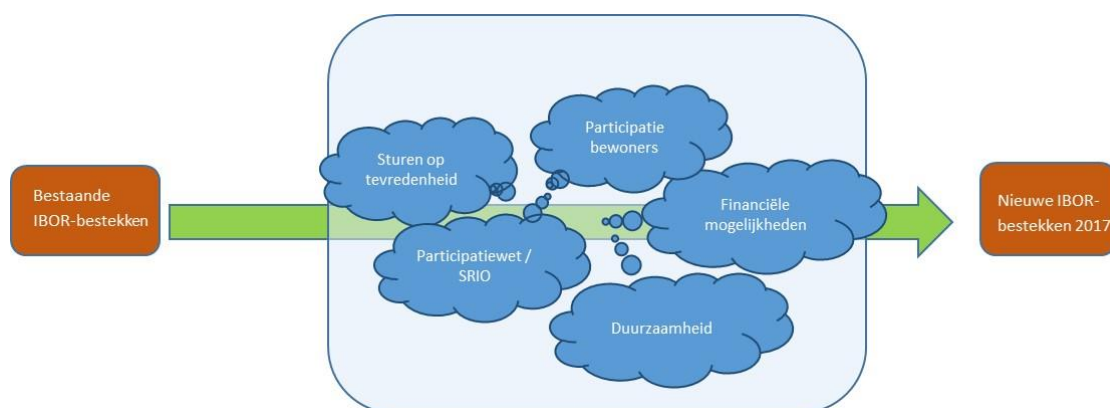 Bestaande
IBOR-bestekken
Sturen op
tevredenheid
Participatie
bewoners
Participatiewet /
SRIO
Financiële
mogelijkheden
Duurzaamheid
Nieuwe IBOR-
bestekken 2017